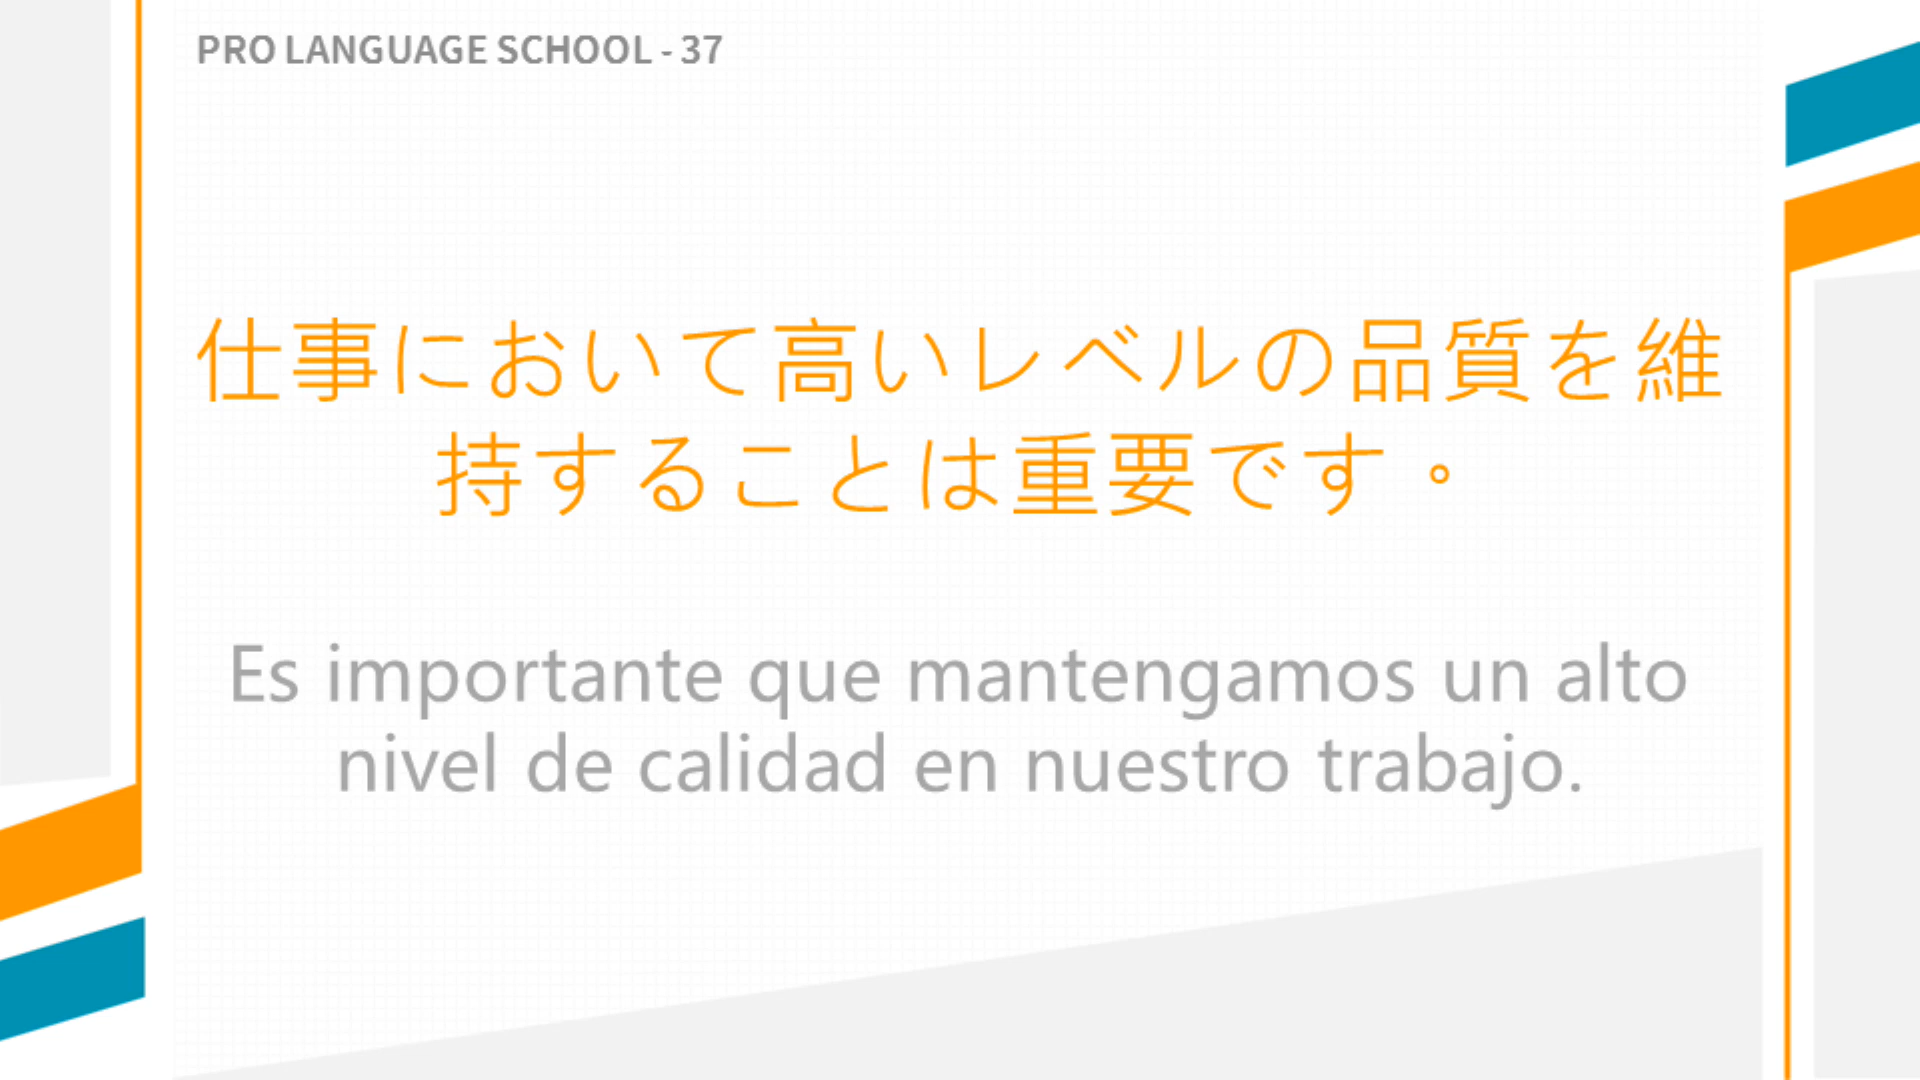 PRO LANGUAGE SCHOOL - 37
仕事において高いレベルの品質を維
持することは重要です。
Es importante que mantengamos un alto
nivel de calidad en nuestro trabajo.